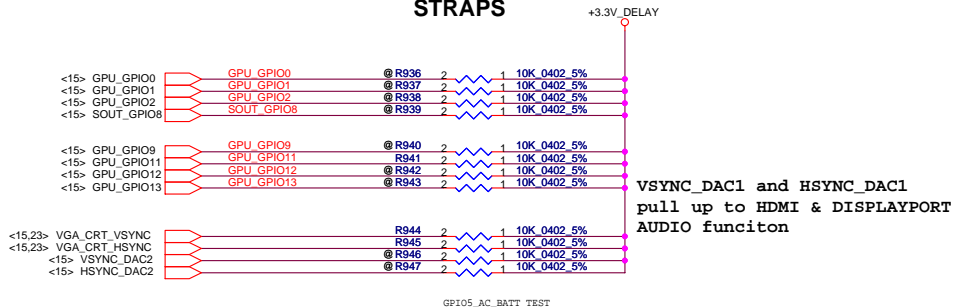 STRAPS
+3.3V_DELAY
<15> GPU_GPIO0 GPU_GPIO0 @ R936 2 1 10K_0402_5%
<15> GPU_GPIO1 GPU_GPIO1 @ R937 2 1 10K_0402_5%
<15> GPU_GPIO2 GPU_GPIO2 @ R938 2 1 10K_0402_5%
<15> SOUT_GPIO8 SOUT_GPIO8 @ R939 2 1 10K_0402_5%
<15> GPU_GPIO9 GPU_GPIO9 @ R940 2 1 10K_0402_5%
<15> GPU_GPIO11 GPU_GPIO11 R941 2 1 10K_0402_5%
<15> GPU_GPIO12 GPU_GPIO12 @ R942 2 1 10K_0402_5%
<15> GPU_GPIO13 GPU_GPIO13 @ R943 2 1 10K_0402_5%
VSYNC_DAC1 and HSYNC_DAC1
pull up to HDMI & DISPLAYPORT
AUDIO funciton
<15,23> VGA_CRT_VSYNC R944 2 1 10K_0402_5%
<15,23> VGA_CRT_HSYNC R945 2 1 10K_0402_5%
<15> VSYNC_DAC2 @ R946 2 1 10K_0402_5%
<15> HSYNC_DAC2 @ R947 2 1 10K_0402_5%
GPIO5_AC_BATT TEST